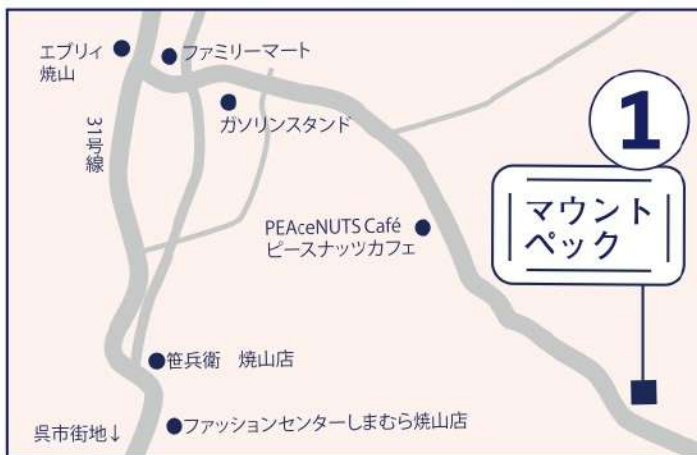 エブリィ
焼山
ファミリーマート
31号線
ガソリンスタンド
1
マウント
ペック
PEAceNUTS Café
ピースナッツカフェ
笹兵衛　焼山店
呉市街地↓
ファッションセンターしまむら焼山店